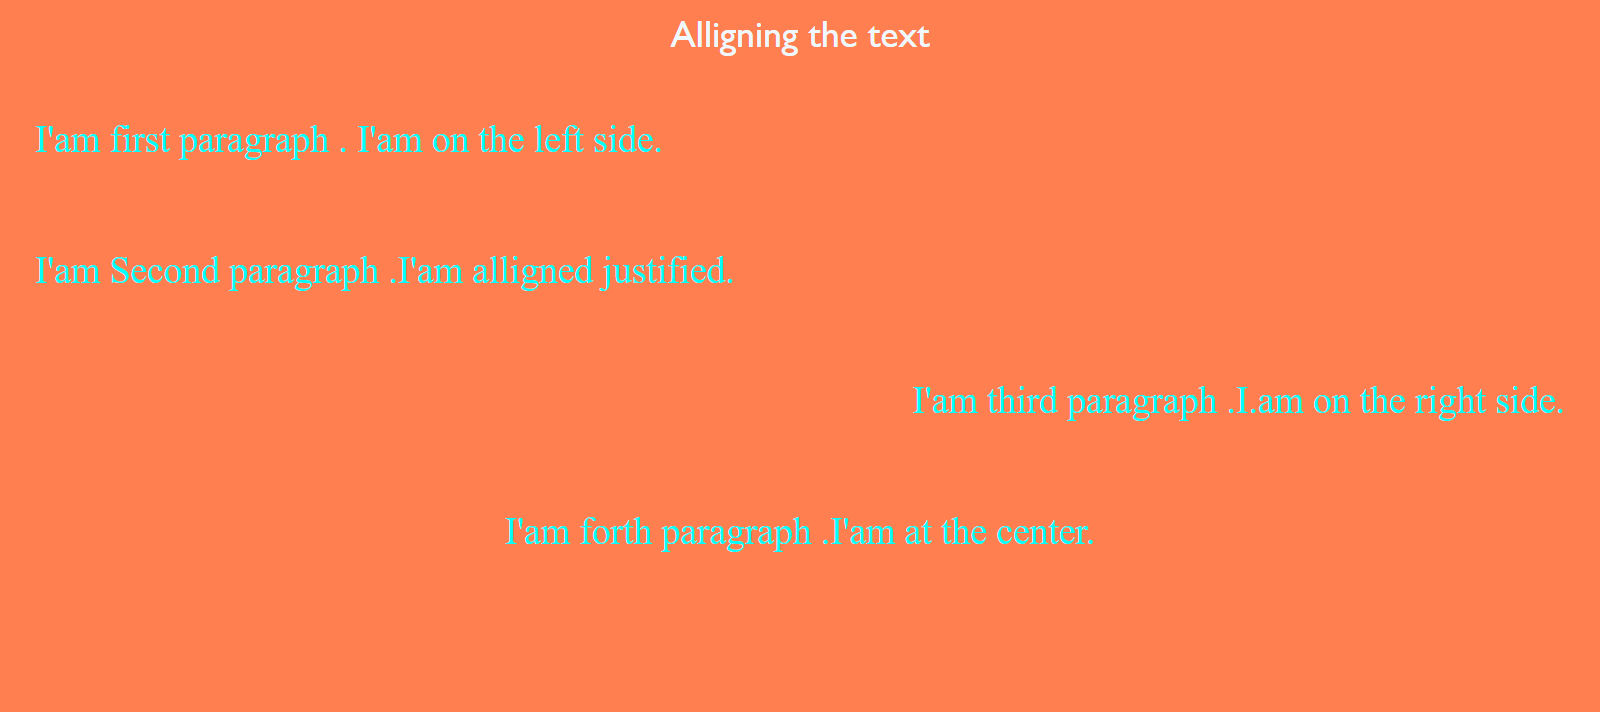 Alligning the text
I'am first paragraph . I'am on the left side.
I'am Second paragraph .I'am alligned justified.
I'am third paragraph .I.am on the right side.
I'am forth paragraph .I'am at the center.